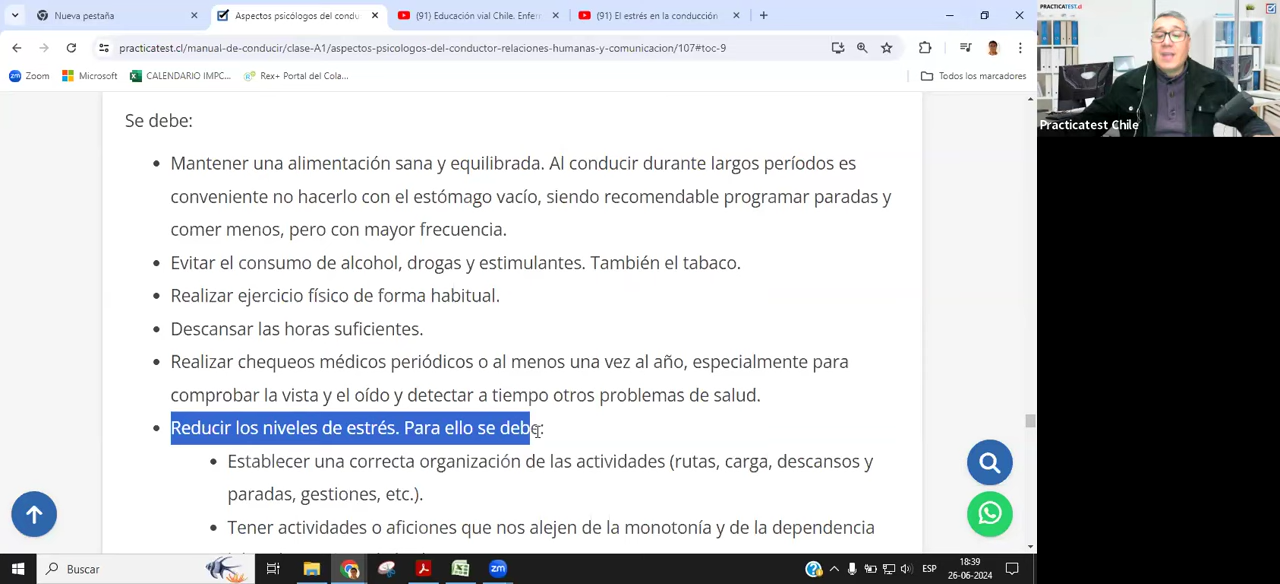 Nueva pestaña
Aspectos psicológos del con
(91) Educación vial Chile: Enferm
(91) El estrés en la conducción
practicatest.cl/manual-de-conducir/clase-A1/aspectos-psicologos-del-conductor-relaciones-humanas-y-comunicacion/107#toc-9
Zoom
Microsoft
CALENDARIO IMPC...
Rex+ Portal del Cola...
Todos los marcadores
PRACTICATEST.cl
Practicatest Chile
Se debe:
Mantener una alimentación sana y equilibrada. Al conducir durante largos períodos es
conveniente no hacerlo con el estómago vacío, siendo recomendable programar paradas y
comer menos, pero con mayor frecuencia.
Evitar el consumo de alcohol, drogas y estimulantes. También el tabaco.
Realizar ejercicio físico de forma habitual.
Descansar las horas suficientes.
Realizar chequeos médicos periódicos o al menos una vez al año, especialmente para
comprobar la vista y el oído y detectar a tiempo otros problemas de salud.
Reducir los niveles de estrés. Para ello se debe:
Establecer una correcta organización de las actividades (rutas, carga, descansos y
paradas, gestiones, etc.).
Tener actividades o aficiones que nos alejen de la monotonía y de la dependencia
Buscar
ESP
18:39
26-06-2024